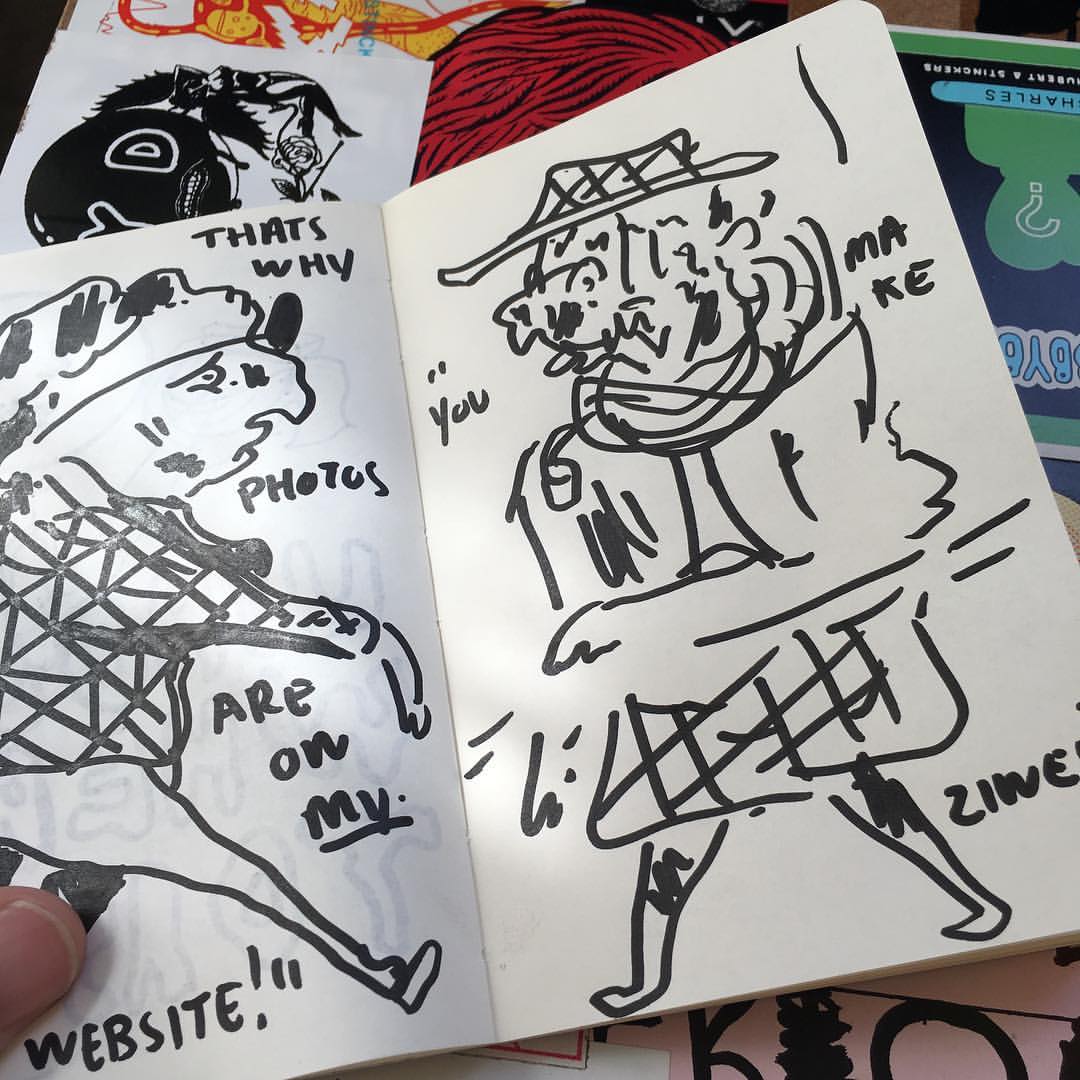 THATS
WHY
PHOTOS
ARE
ON
MY.
WEBSITE!"
"YOU
MA
KE
ZINE!
HUBERT & STINCKERS
CHARLES
?
D